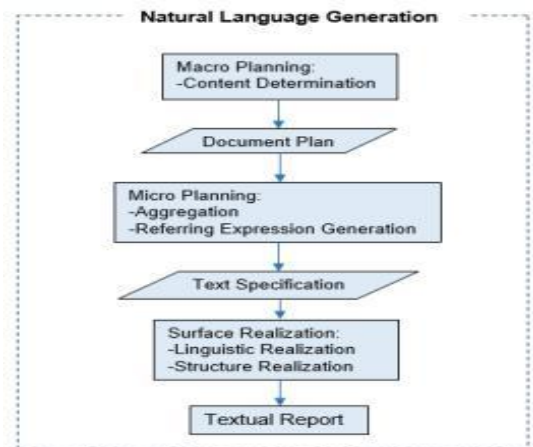 Natural Language Generation
Macro Planning:
-Content Determination
Document Plan
Micro Planning:
-Aggregation
-Referring Expression Generation
Text Specification
Surface Realization:
-Linguistic Realization
-Structure Realization
Textual Report